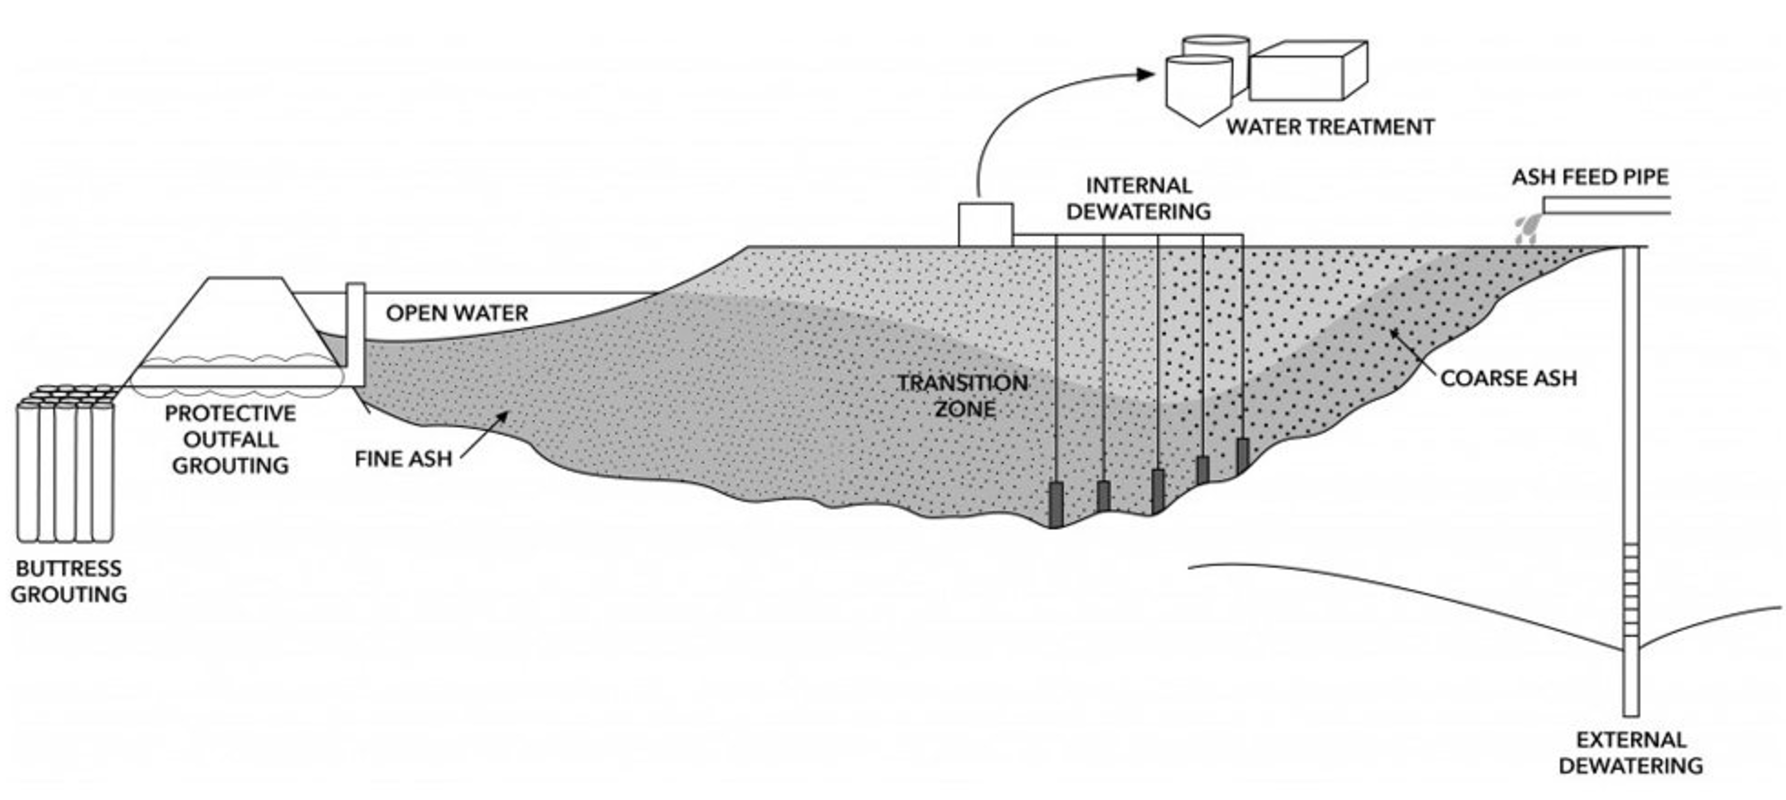 WATER TREATMENT
ASH FEED PIPE
INTERNAL
DEWATERING
OPEN WATER
TRANSITION
ZONE
COARSE ASH
PROTECTIVE
OUTFALL
GROUTING
FINE ASH
BUTTRESS
GROUTING
EXTERNAL
DEWATERING